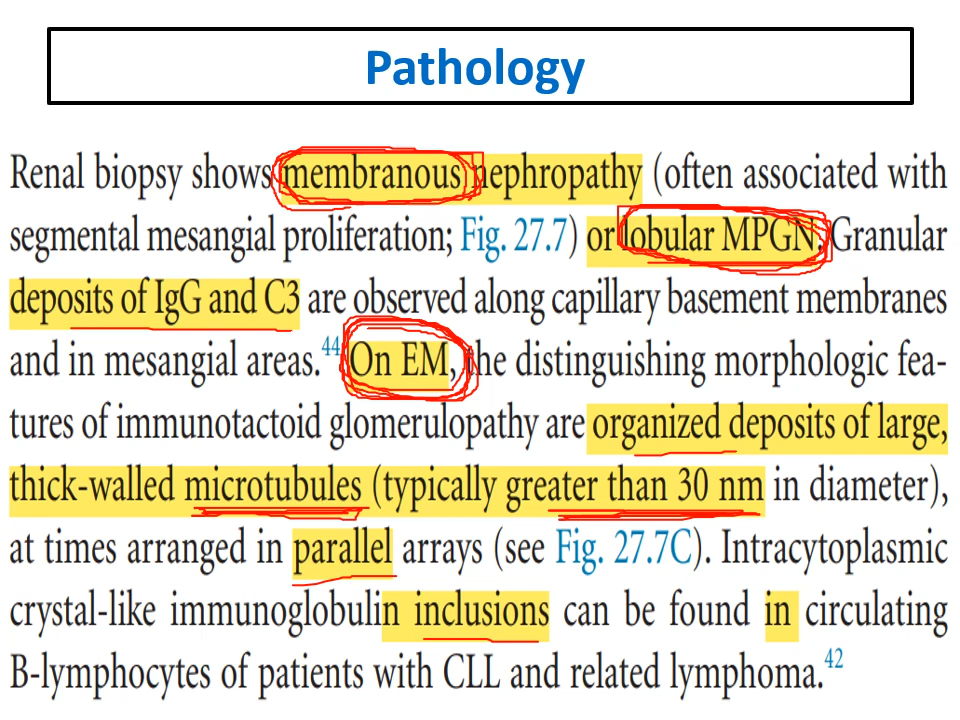 Pathology
Renal biopsy shows membranous nephropathy (often associated with
segmental mesangial proliferation; Fig. 27.7) or lobular MPGN. Granular
deposits of IgG and C3 are observed along capillary basement membranes
and in mesangial areas.44 On EM, the distinguishing morphologic fea-
tures of immunotactoid glomerulopathy are organized deposits of large,
thick-walled microtubules (typically greater than 30 nm in diameter),
at times arranged in parallel arrays (see Fig. 27.7C). Intracytoplasmic
crystal-like immunoglobulin inclusions can be found in circulating
B-lymphocytes of patients with CLL and related lymphoma.42